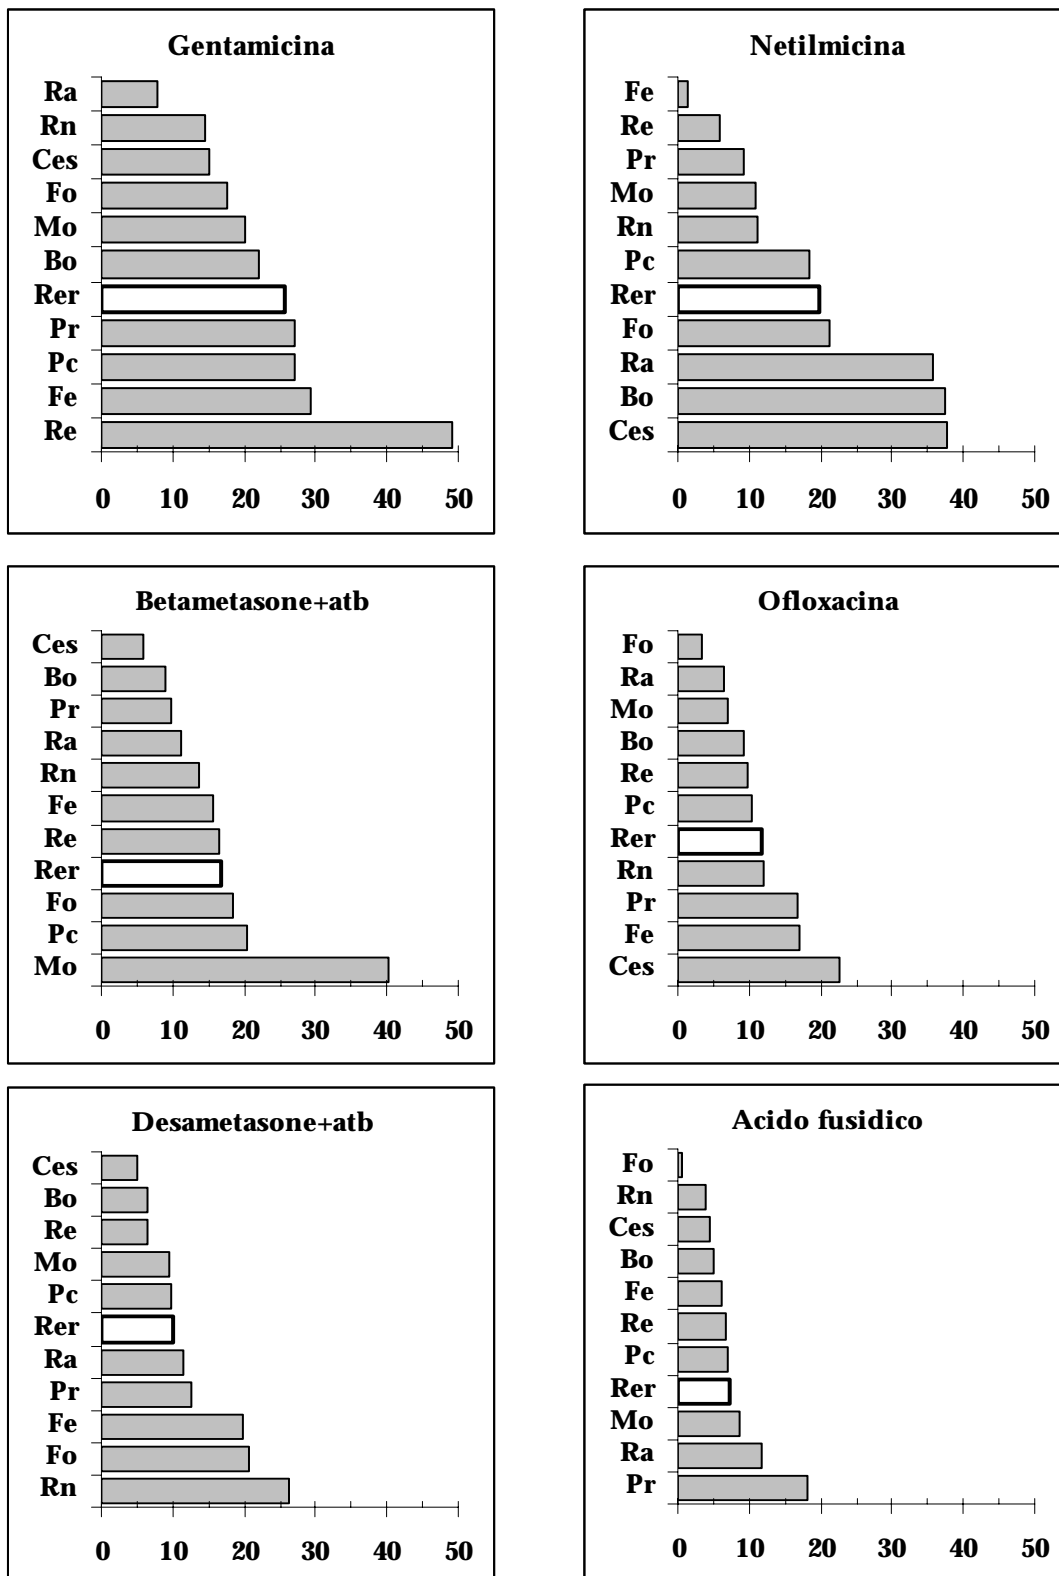 Gentamicina
Ra
Rn
Ces
Fo
Mo
Bo
Rer
Pr
Pc
Fe
Re
0 10 20 30 40 50
Netilmicina
Fe
Re
Pr
Mo
Rn
Pc
Rer
Fo
Ra
Bo
Ces
0 10 20 30 40 50
Betametasone+atb
Ces
Bo
Pr
Ra
Rn
Fe
Re
Rer
Fo
Pc
Mo
0 10 20 30 40 50
Ofloxacina
Fo
Ra
Mo
Bo
Re
Pc
Rer
Rn
Pr
Fe
Ces
0 10 20 30 40 50
Desametasone+atb
Ces
Bo
Re
Mo
Pc
Rer
Ra
Pr
Fe
Fo
Rn
0 10 20 30 40 50
Acido fusidico
Fo
Rn
Ces
Bo
Fe
Re
Pc
Rer
Mo
Ra
Pr
0 10 20 30 40 50